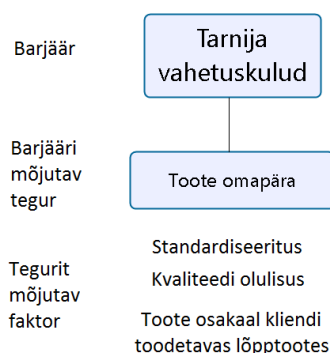 Barjäär
Tarnija
vahetuskulud
Barjääri
mõjutav
tegur
Toote omapära
Tegurit
mõjutav
faktor
Standardiseeritus
Kvaliteedi olulisus
Toote osakaal kliendi
toodetavas lõpptootes